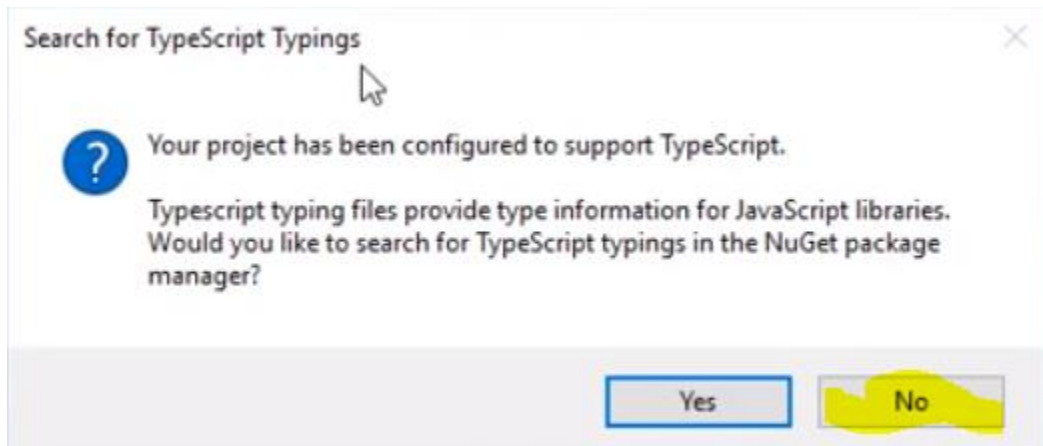 Search for TypeScript Typings
?
Your project has been configured to support TypeScript.
Typescript typing files provide type information for JavaScript libraries.
Would you like to search for TypeScript typings in the NuGet package
manager?
Yes
No